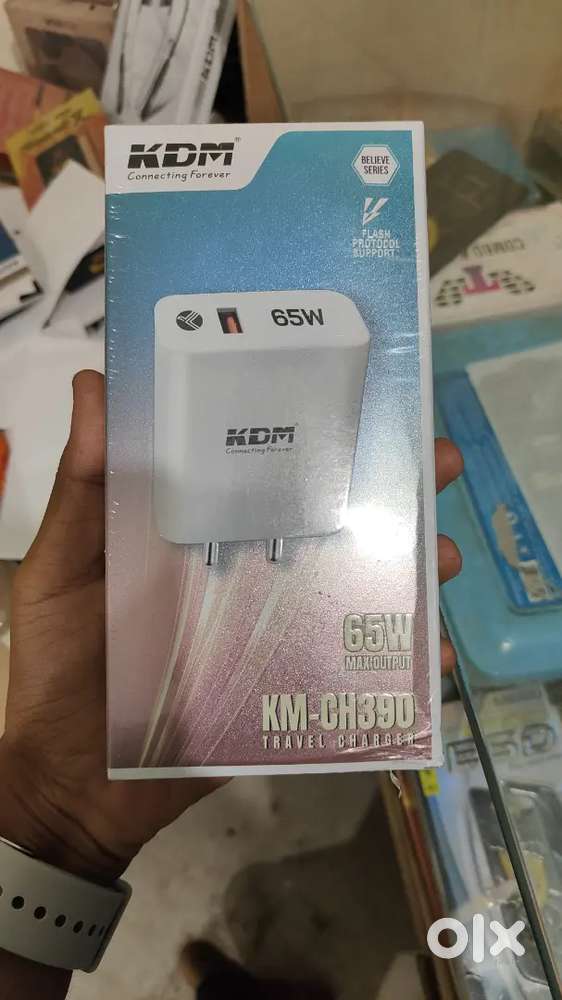 KDM®
Connecting Forever
BELIEVE
SERIES
FLASH
PROTOCOL
SUPPORT
65W
KDM®
Connecting Forever
65W
MAX OUTPUT
KM-CH390
TRAVEL CHARGER
COMBO
olx